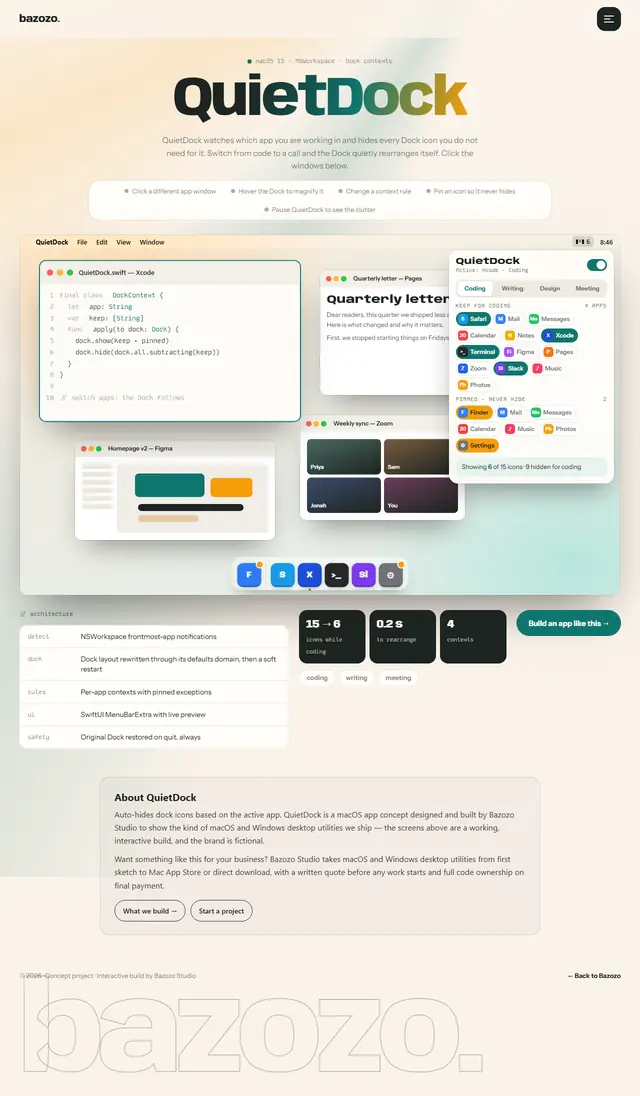 bazozo.
macOS 15 · NSWorkspace · Dock contexts
QuietDock
QuietDock watches which app you are working in and hides every Dock icon you do not
need for it. Switch from code to a call and the Dock quietly rearranges itself. Click the
windows below.
Click a different app window
Hover the Dock to magnify it
Change a context rule
Pin an icon so it never hides
Pause QuietDock to see the clutter
QuietDock File Edit View Window
6 8:46
QuietDock.swift — Xcode
1 final class DockContext {
2 let app: String
3 var keep: [String]
4 func apply(to dock: Dock) {
5 dock.show(keep + pinned)
6 dock.hide(dock.all.subtracting(keep))
7 }
8 }
9
10 // switch apps: the Dock follows
Quarterly letter — Pages
Quarterly letter
Dear readers, this quarter we shipped less
Here is what changed and why it matters.
First, we stopped starting things on Fridays
Homepage v2 — Figma
Weekly sync — Zoom
Priya
Sam
Jonah
You
QuietDock
Active: Xcode · Coding
Coding Writing Design Meeting
KEEP FOR CODING
APPS
S Safari M Mail Me Messages
20 Calendar N Notes X Xcode
>_ Terminal Fi Figma P Pages
Z Zoom Sl Slack ♪ Music
Ph Photos
PINNED — NEVER HIDE 2
F Finder M Mail Me Messages
20 Calendar ♪ Music Ph Photos
Settings
Showing 6 of 15 icons · 9 hidden for coding
F S X >_ Sl
// architecture
detect NSWorkspace frontmost-app notifications
dock Dock layout rewritten through its defaults domain, then a soft
restart
rules Per-app contexts with pinned exceptions
ui SwiftUI MenuBarExtra with live preview
safety Original Dock restored on quit, always
15 → 6
icons while
coding
0.2 s
to rearrange
4
contexts
coding writing meeting
Build an app like this →
About QuietDock
Auto-hides dock icons based on the active app. QuietDock is a macOS app concept designed and built by Bazozo
Studio to show the kind of macOS and Windows desktop utilities we ship — the screens above are a working,
interactive build, and the brand is fictional.
Want something like this for your business? Bazozo Studio takes macOS and Windows desktop utilities from first
sketch to Mac App Store or direct download, with a written quote before any work starts and full code ownership on
final payment.
What we build →
Start a project
© 2026 · Concept project · Interactive build by Bazozo Studio
← Back to Bazozo
bazozo.